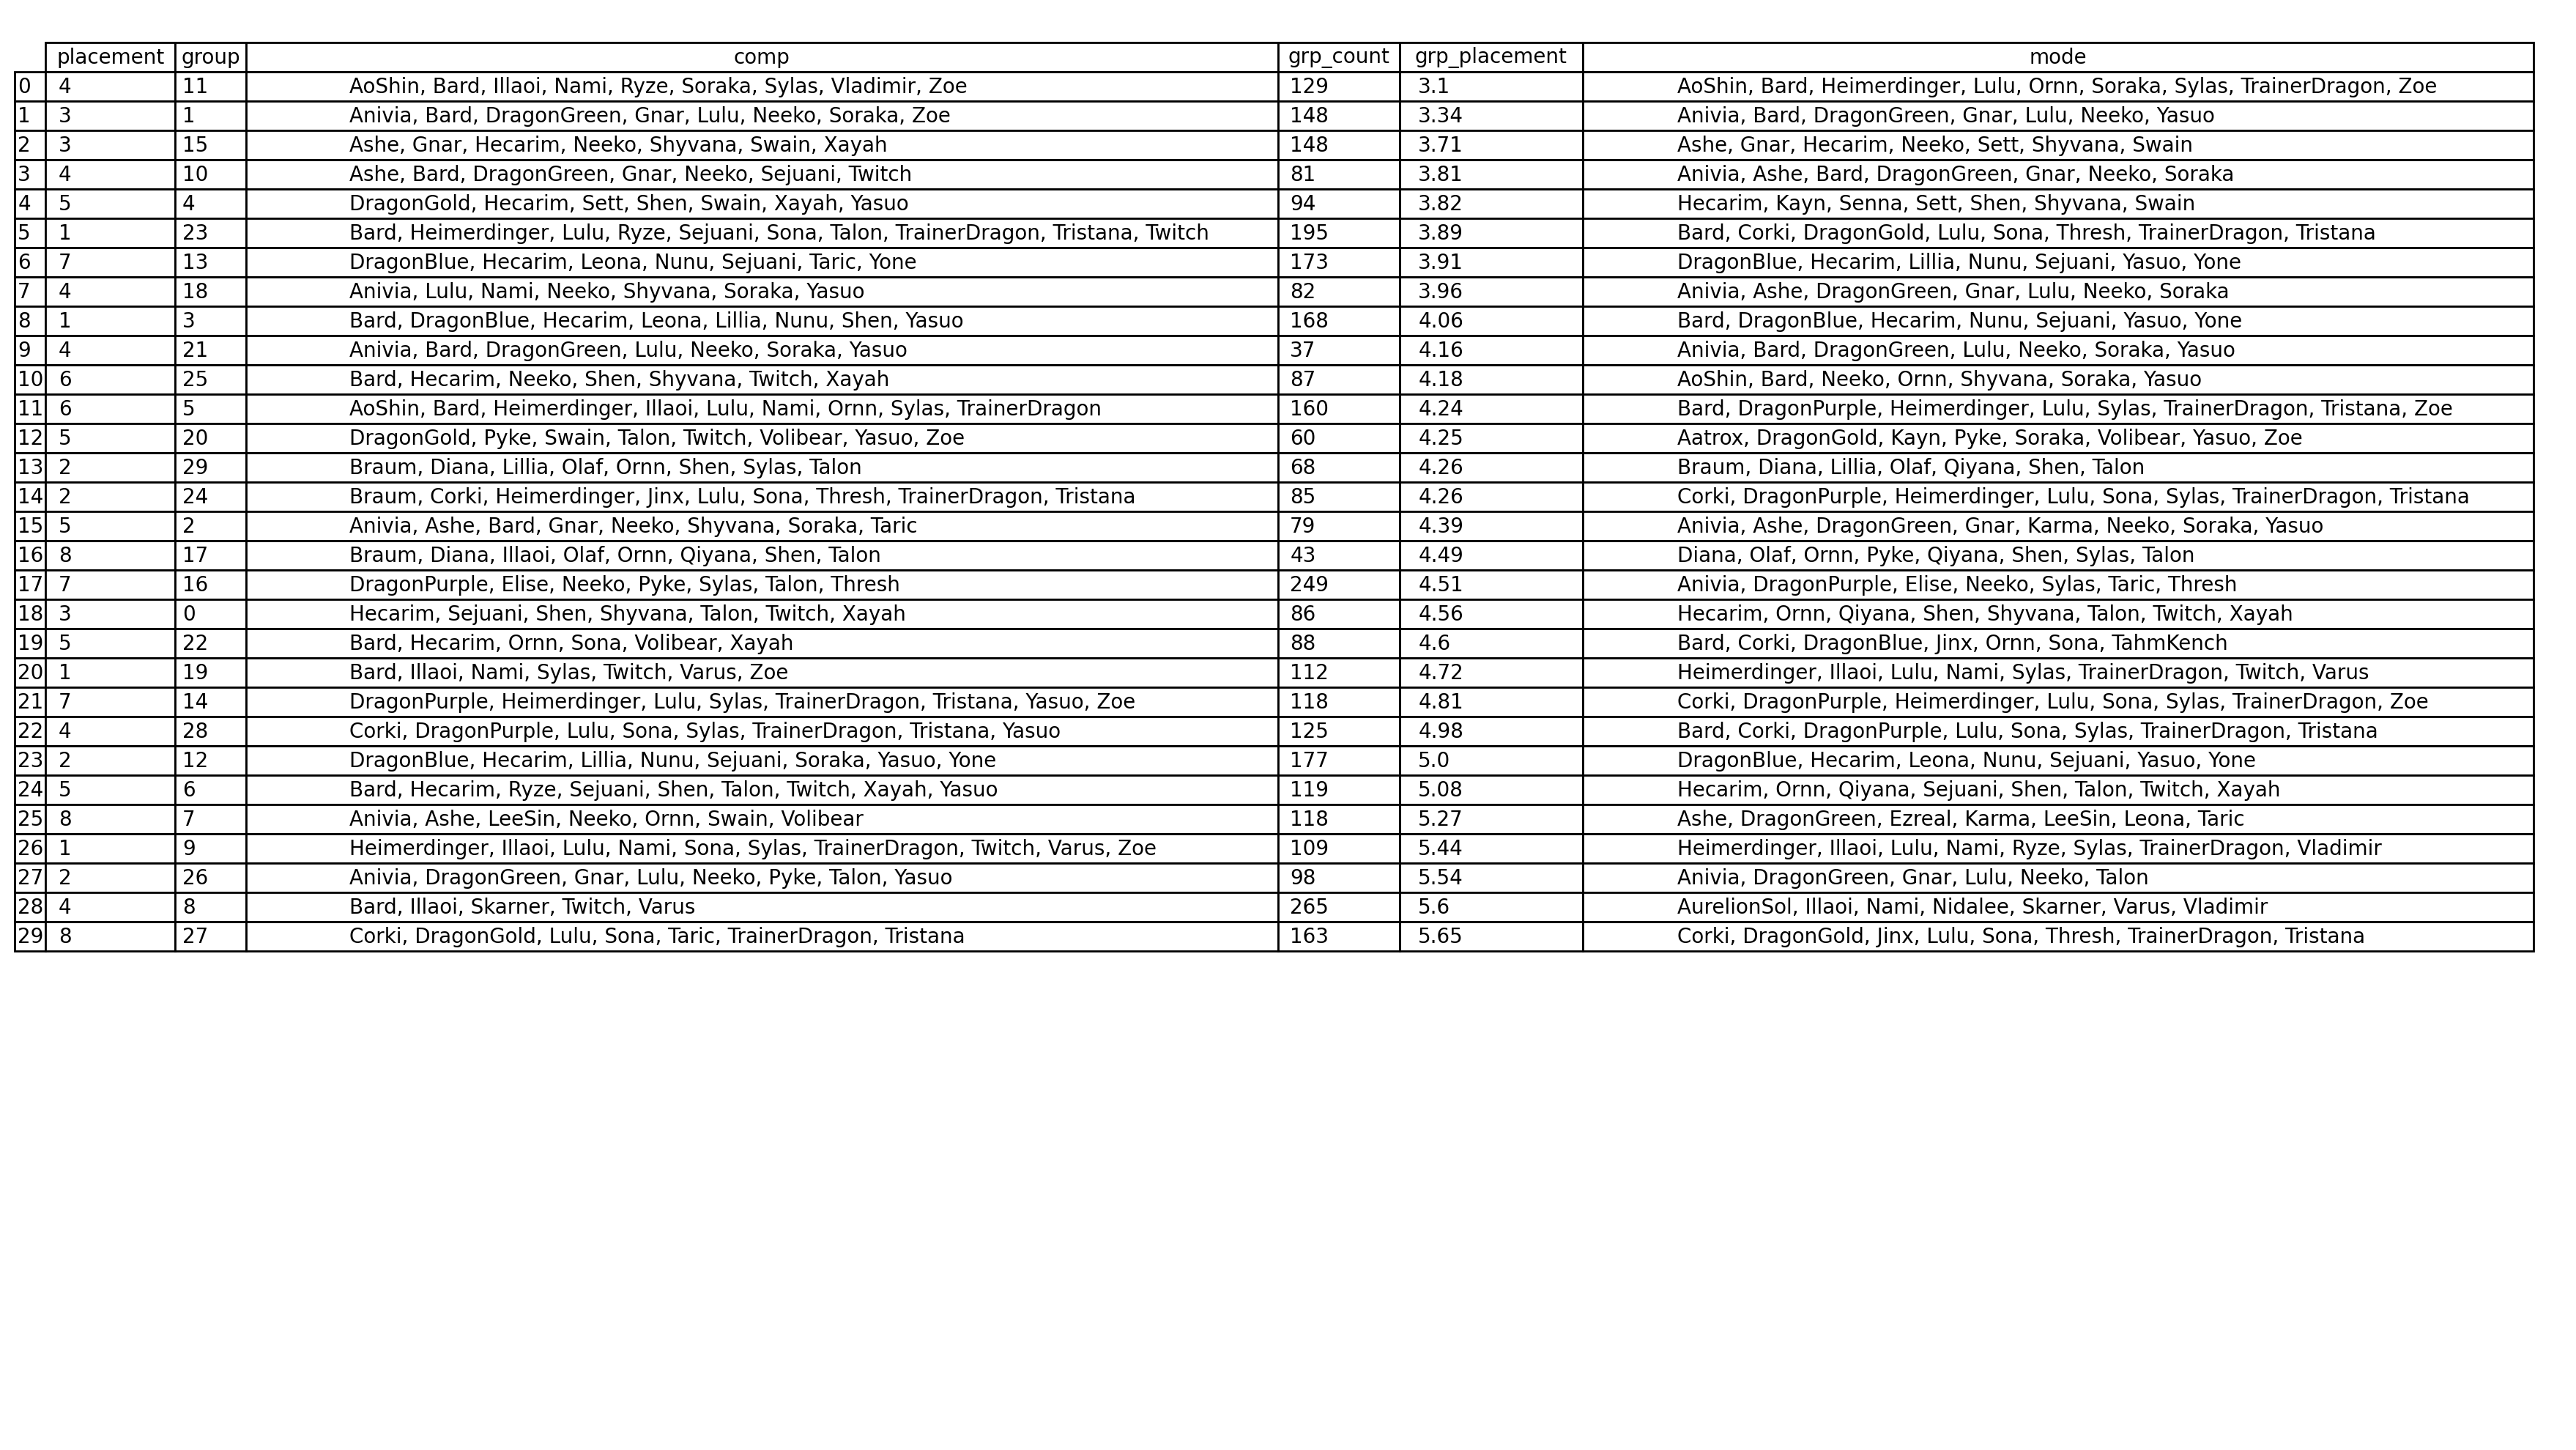 placement group comp grp_count grp_placement mode
0 4 11 AoShin, Bard, Illaoi, Nami, Ryze, Soraka, Sylas, Vladimir, Zoe 129 3.1 AoShin, Bard, Heimerdinger, Lulu, Ornn, Soraka, Sylas, TrainerDragon, Zoe
1 3 1 Anivia, Bard, DragonGreen, Gnar, Lulu, Neeko, Soraka, Zoe 148 3.34 Anivia, Bard, DragonGreen, Gnar, Lulu, Neeko, Yasuo
2 3 15 Ashe, Gnar, Hecarim, Neeko, Shyvana, Swain, Xayah 148 3.71 Ashe, Gnar, Hecarim, Neeko, Sett, Shyvana, Swain
3 4 10 Ashe, Bard, DragonGreen, Gnar, Neeko, Sejuani, Twitch 81 3.81 Anivia, Ashe, Bard, DragonGreen, Gnar, Neeko, Soraka
4 5 4 DragonGold, Hecarim, Sett, Shen, Swain, Xayah, Yasuo 94 3.82 Hecarim, Kayn, Senna, Sett, Shen, Shyvana, Swain
5 1 23 Bard, Heimerdinger, Lulu, Ryze, Sejuani, Sona, Talon, TrainerDragon, Tristana, Twitch 195 3.89 Bard, Corki, DragonGold, Lulu, Sona, Thresh, TrainerDragon, Tristana
6 7 13 DragonBlue, Hecarim, Leona, Nunu, Sejuani, Taric, Yone 173 3.91 DragonBlue, Hecarim, Lillia, Nunu, Sejuani, Yasuo, Yone
7 4 18 Anivia, Lulu, Nami, Neeko, Shyvana, Soraka, Yasuo 82 3.96 Anivia, Ashe, DragonGreen, Gnar, Lulu, Neeko, Soraka
8 1 3 Bard, DragonBlue, Hecarim, Leona, Lillia, Nunu, Shen, Yasuo 168 4.06 Bard, DragonBlue, Hecarim, Nunu, Sejuani, Yasuo, Yone
9 4 21 Anivia, Bard, DragonGreen, Lulu, Neeko, Soraka, Yasuo 37 4.16 Anivia, Bard, DragonGreen, Lulu, Neeko, Soraka, Yasuo
10 6 25 Bard, Hecarim, Neeko, Shen, Shyvana, Twitch, Xayah 87 4.18 AoShin, Bard, Neeko, Ornn, Shyvana, Soraka, Yasuo
11 6 5 AoShin, Bard, Heimerdinger, Illaoi, Lulu, Nami, Ornn, Sylas, TrainerDragon 160 4.24 Bard, DragonPurple, Heimerdinger, Lulu, Sylas, TrainerDragon, Tristana, Zoe
12 5 20 DragonGold, Pyke, Swain, Talon, Twitch, Volibear, Yasuo, Zoe 60 4.25 Aatrox, DragonGold, Kayn, Pyke, Soraka, Volibear, Yasuo, Zoe
13 2 29 Braum, Diana, Lillia, Olaf, Ornn, Shen, Sylas, Talon 68 4.26 Braum, Diana, Lillia, Olaf, Qiyana, Shen, Talon
14 2 24 Braum, Corki, Heimerdinger, Jinx, Lulu, Sona, Thresh, TrainerDragon, Tristana 85 4.26 Corki, DragonPurple, Heimerdinger, Lulu, Sona, Sylas, TrainerDragon, Tristana
15 5 2 Anivia, Ashe, Bard, Gnar, Neeko, Shyvana, Soraka, Taric 79 4.39 Anivia, Ashe, DragonGreen, Gnar, Karma, Neeko, Soraka, Yasuo
16 8 17 Braum, Diana, Illaoi, Olaf, Ornn, Qiyana, Shen, Talon 43 4.49 Diana, Olaf, Ornn, Pyke, Qiyana, Shen, Sylas, Talon
17 7 16 DragonPurple, Elise, Neeko, Pyke, Sylas, Talon, Thresh 249 4.51 Anivia, DragonPurple, Elise, Neeko, Sylas, Taric, Thresh
18 3 0 Hecarim, Sejuani, Shen, Shyvana, Talon, Twitch, Xayah 86 4.56 Hecarim, Ornn, Qiyana, Shen, Shyvana, Talon, Twitch, Xayah
19 5 22 Bard, Hecarim, Ornn, Sona, Volibear, Xayah 88 4.6 Bard, Corki, DragonBlue, Jinx, Ornn, Sona, TahmKench
20 1 19 Bard, Illaoi, Nami, Sylas, Twitch, Varus, Zoe 112 4.72 Heimerdinger, Illaoi, Lulu, Nami, Sylas, TrainerDragon, Twitch, Varus
21 7 14 DragonPurple, Heimerdinger, Lulu, Sylas, TrainerDragon, Tristana, Yasuo, Zoe 118 4.81 Corki, DragonPurple, Heimerdinger, Lulu, Sona, Sylas, TrainerDragon, Zoe
22 4 28 Corki, DragonPurple, Lulu, Sona, Sylas, TrainerDragon, Tristana, Yasuo 125 4.98 Bard, Corki, DragonPurple, Lulu, Sona, Sylas, TrainerDragon, Tristana
23 2 12 DragonBlue, Hecarim, Lillia, Nunu, Sejuani, Soraka, Yasuo, Yone 177 5.0 DragonBlue, Hecarim, Leona, Nunu, Sejuani, Yasuo, Yone
24 5 6 Bard, Hecarim, Ryze, Sejuani, Shen, Talon, Twitch, Xayah, Yasuo 119 5.08 Hecarim, Ornn, Qiyana, Sejuani, Shen, Talon, Twitch, Xayah
25 8 7 Anivia, Ashe, LeeSin, Neeko, Ornn, Swain, Volibear 118 5.27 Ashe, DragonGreen, Ezreal, Karma, LeeSin, Leona, Taric
26 1 9 Heimerdinger, Illaoi, Lulu, Nami, Sona, Sylas, TrainerDragon, Twitch, Varus, Zoe 109 5.44 Heimerdinger, Illaoi, Lulu, Nami, Ryze, Sylas, TrainerDragon, Vladimir
27 2 26 Anivia, DragonGreen, Gnar, Lulu, Neeko, Pyke, Talon, Yasuo 98 5.54 Anivia, DragonGreen, Gnar, Lulu, Neeko, Talon
28 4 8 Bard, Illaoi, Skarner, Twitch, Varus 265 5.6 AurelionSol, Illaoi, Nami, Nidalee, Skarner, Varus, Vladimir
29 8 27 Corki, DragonGold, Lulu, Sona, Taric, TrainerDragon, Tristana 163 5.65 Corki, DragonGold, Jinx, Lulu, Sona, Thresh, TrainerDragon, Tristana